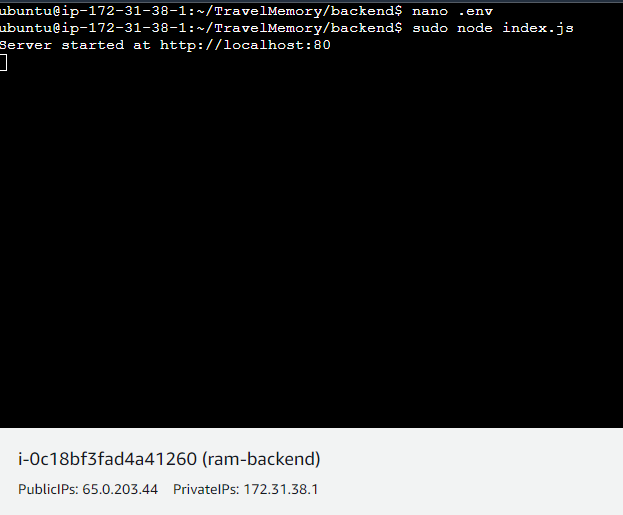 ubuntu@ip-172-31-38-1:~/TravelMemory/backend$ nano .env
ubuntu@ip-172-31-38-1:~/TravelMemory/backend$ sudo node index.js
Server started at http://localhost:80
i-0c18bf3fad4a41260 (ram-backend)
PublicIPs: 65.0.203.44 PrivateIPs: 172.31.38.1